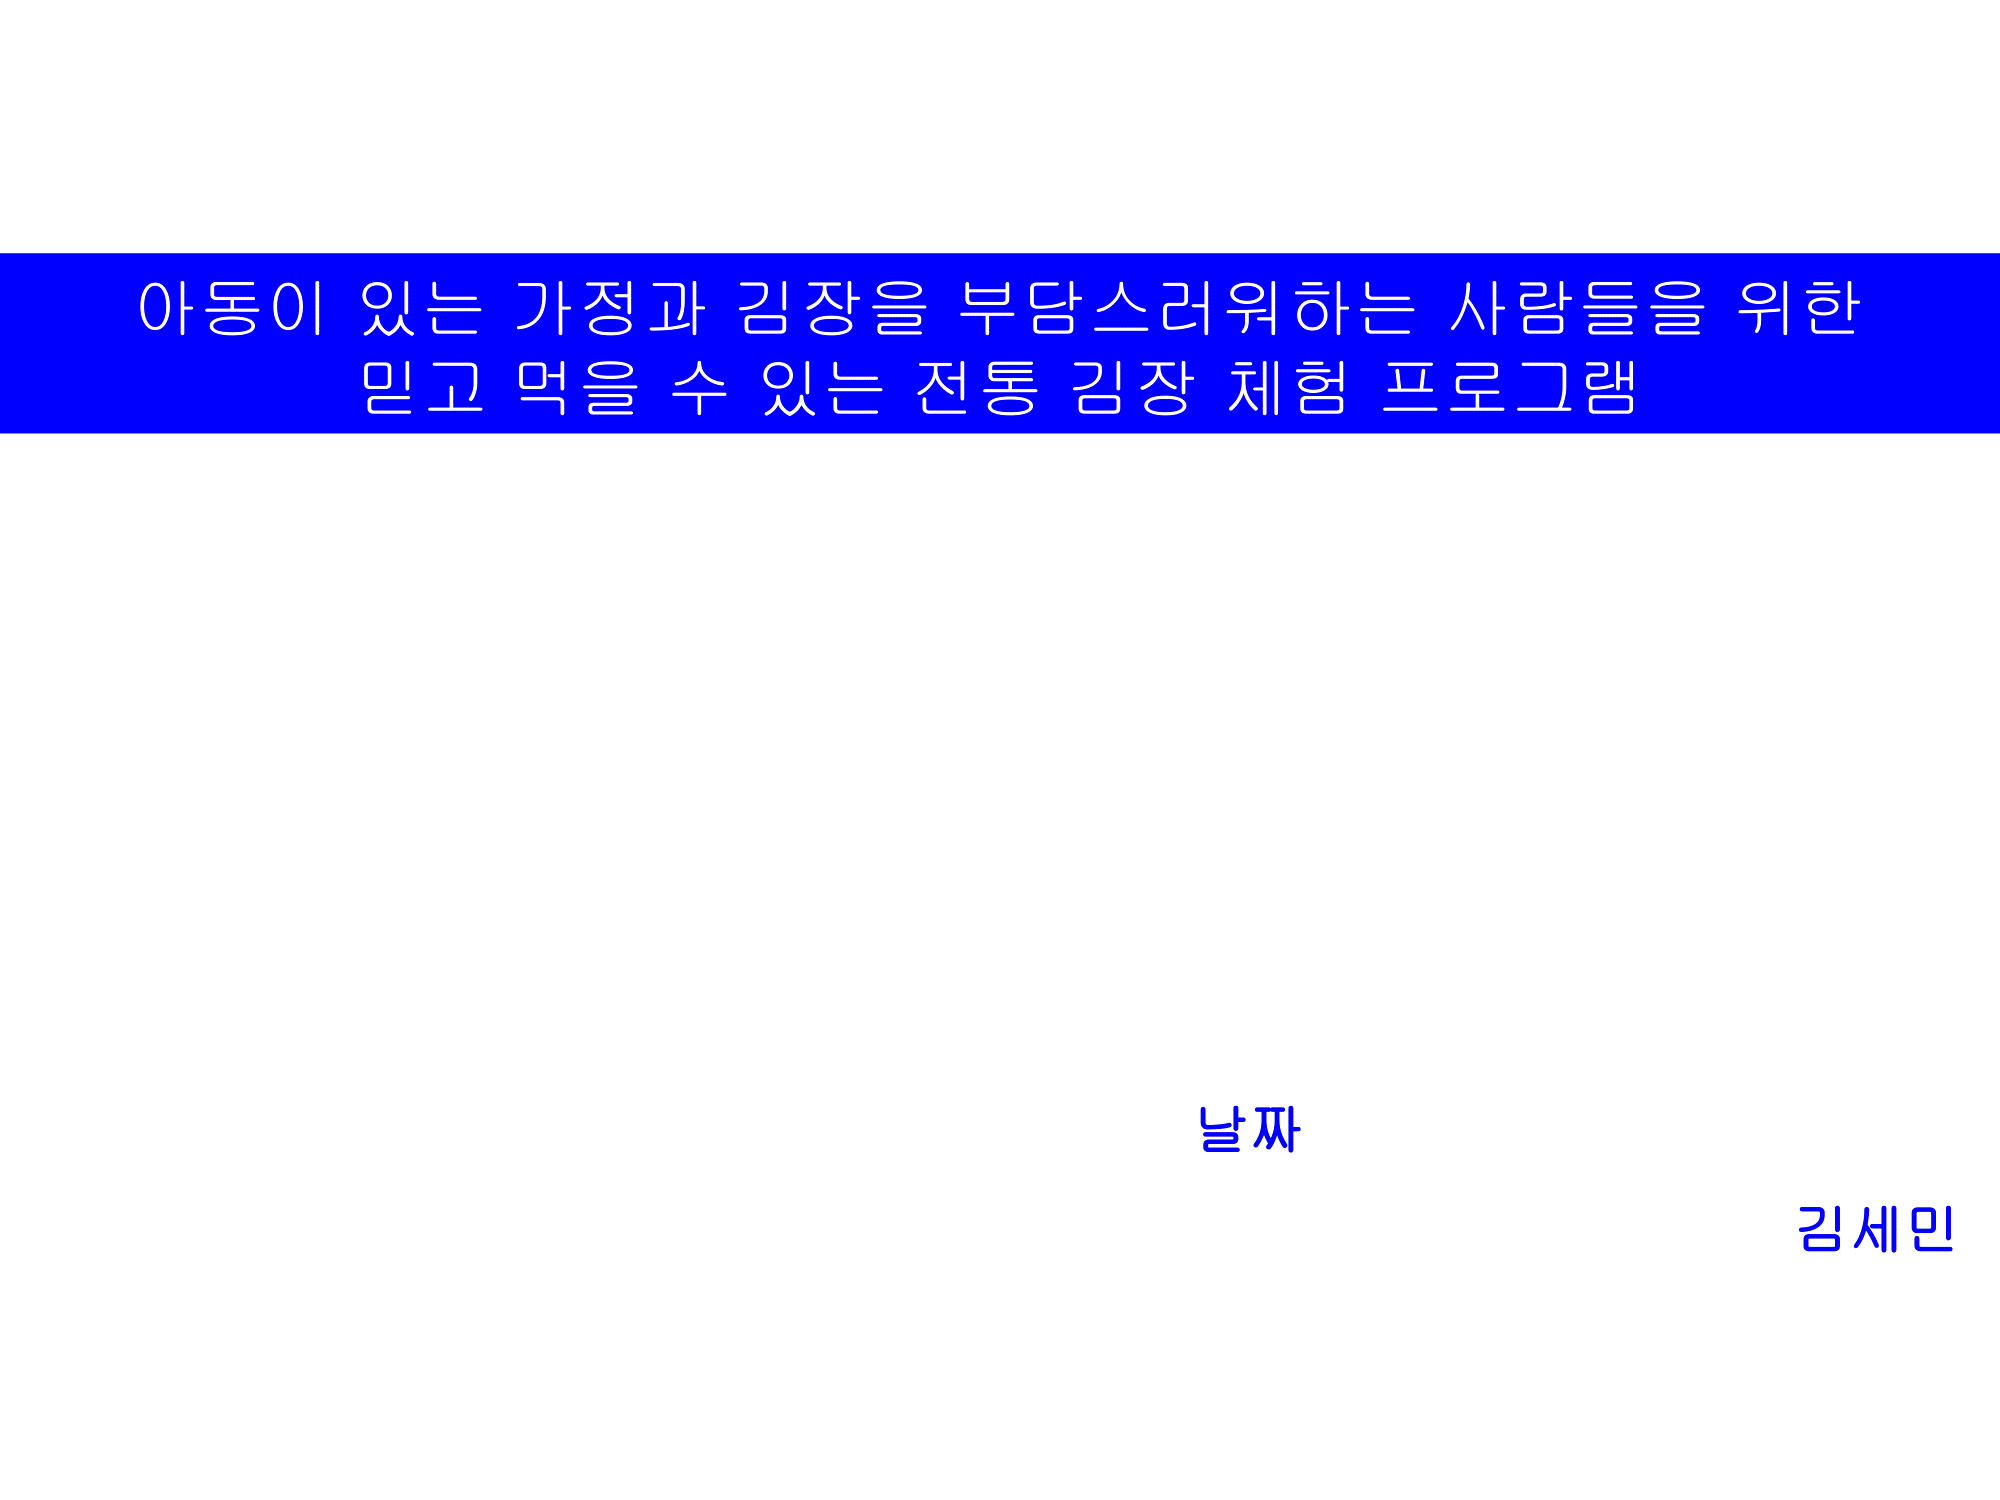 아동이 있는 가정과 김장을 부담스러워하는 사람들을 위한
믿고 먹을 수 있는 전통 김장 체험 프로그램
날짜
김세민